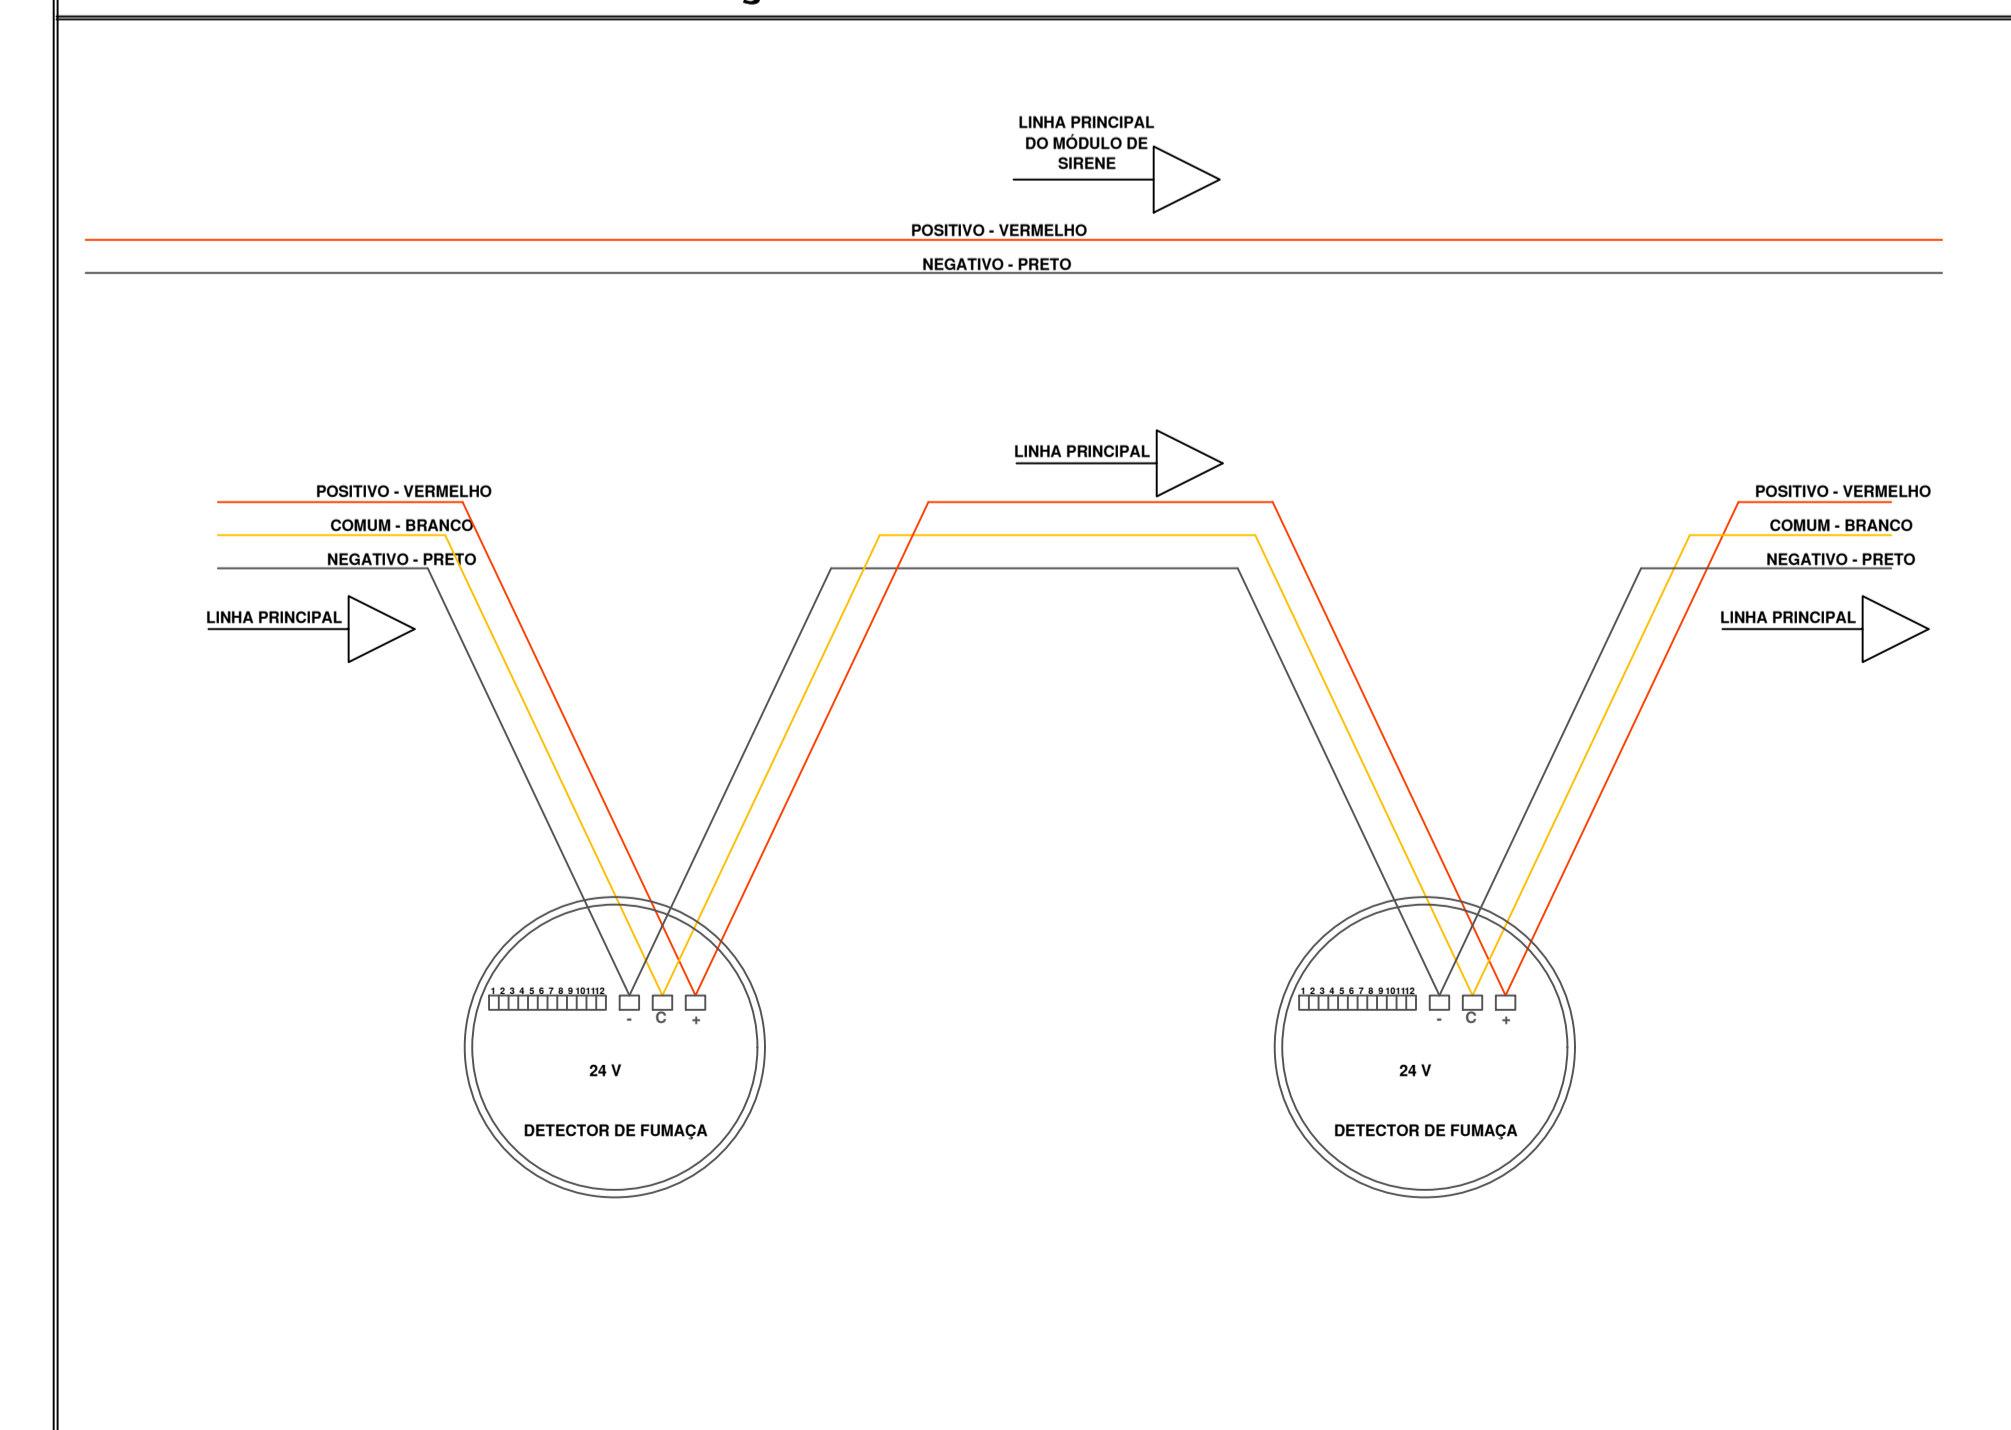 LINHA PRINCIPAL
DO MÓDULO DE
SIRENE
POSITIVO - VERMELHO
NEGATIVO - PRETO
LINHA PRINCIPAL
POSITIVO - VERMELHO
COMUM - BRANCO
NEGATIVO - PRETO
LINHA PRINCIPAL
POSITIVO - VERMELHO
COMUM - BRANCO
NEGATIVO - PRETO
LINHA PRINCIPAL
1 2 3 4 5 6 7 8 9 10 11 12
- C +
24 V
DETECTOR DE FUMAÇA
1 2 3 4 5 6 7 8 9 10 11 12
- C +
24 V
DETECTOR DE FUMAÇA